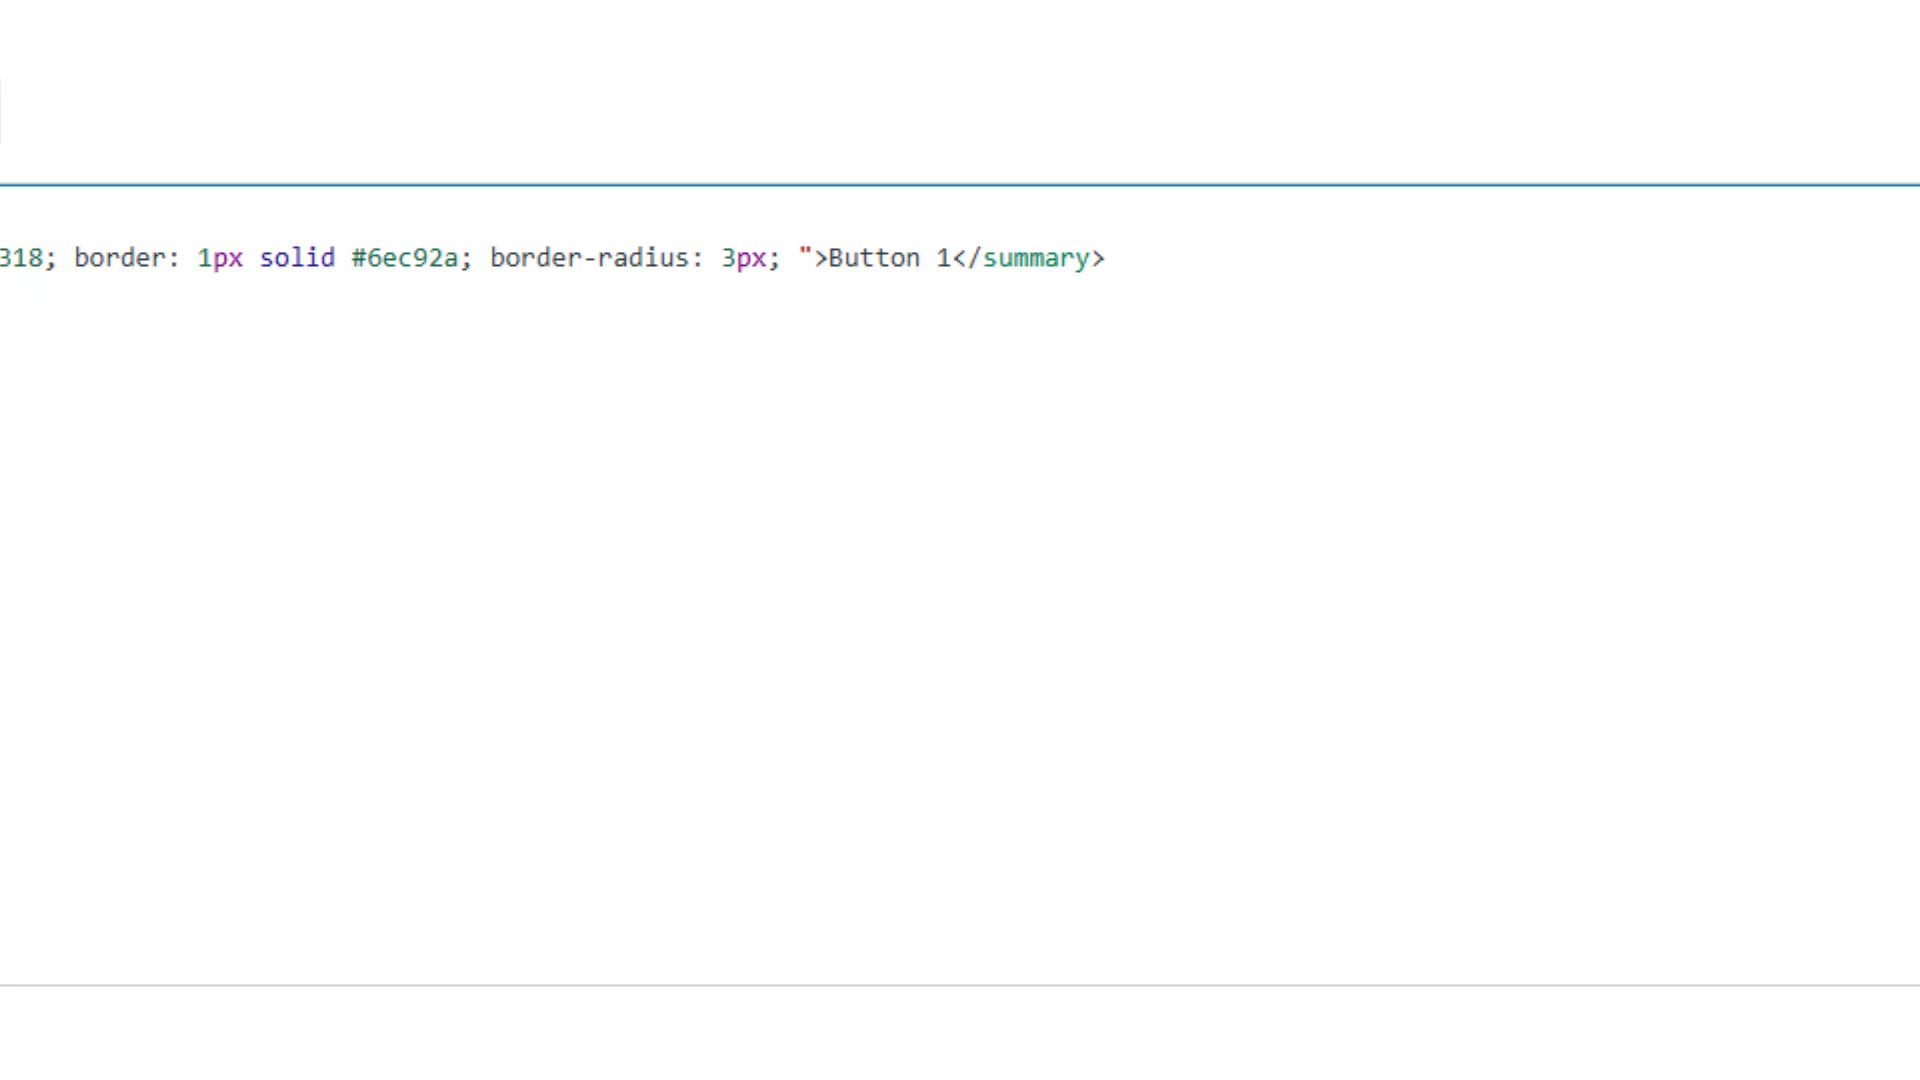 318; border: 1px solid #6ec92a; border-radius: 3px; ">Button 1</summary>